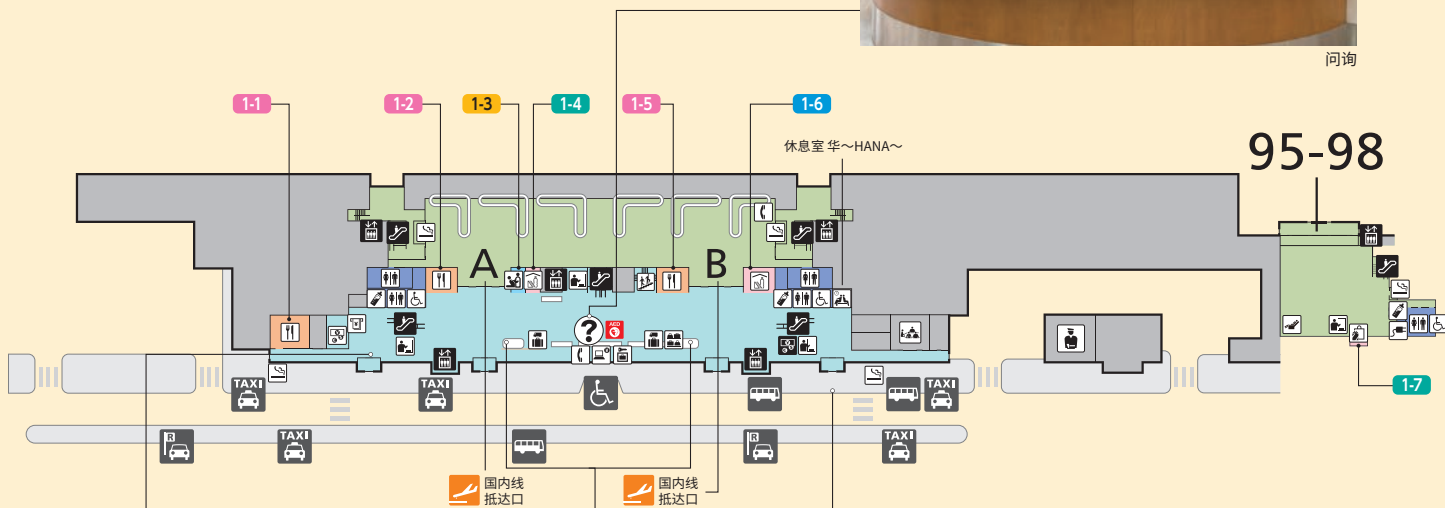 问询
1-1
1-2
1-3
1-4
1-5
1-6
休息室 华～HANA～
95-98
A
B
?
AED
1-7
TAXI
TAXI
TAXI
R
TAXI
R
TAXI
国内线
抵达口
国内线
抵达口